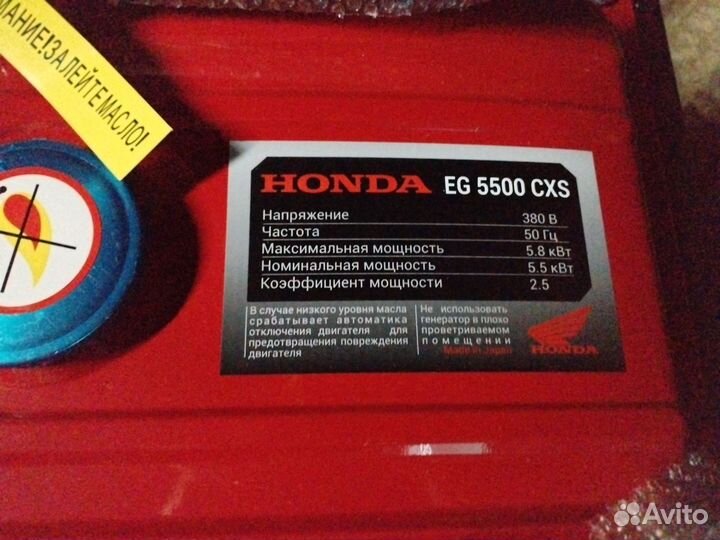 МАНИЕ!ЗАЛЕЙТЕ МАСЛО!
HONDA EG 5500 CXS
Напряжение 380 В
Частота 50 Гц
Максимальная мощность 5.8 кВт
Номинальная мощность 5.5 кВт
Коэффициент мощности 2.5
В случае низкого уровня масла
срабатывает автоматика
отключения двигателя для
предотвращения повреждения
двигателя
Не использовать
генератор в плохо
проветриваемом
помещении
Made in Japan
HONDA
Avito